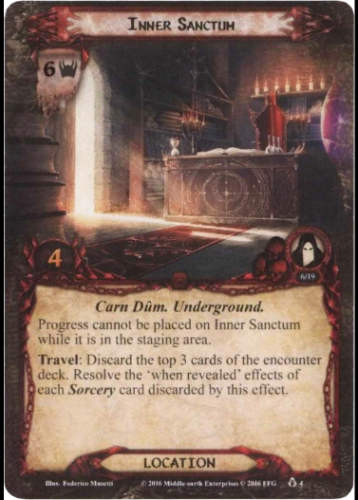 INNER SANCTUM
6
4
6/19
Carn Dûm. Underground.
Progress cannot be placed on Inner Sanctum
while it is in the staging area.
Travel: Discard the top 3 cards of the encounter
deck. Resolve the 'when revealed' effects of
each Sorcery card discarded by this effect.
LOCATION
Illus. Federico Musetti © 2016 Middle-earth Enterprises © 2016 FFG 4